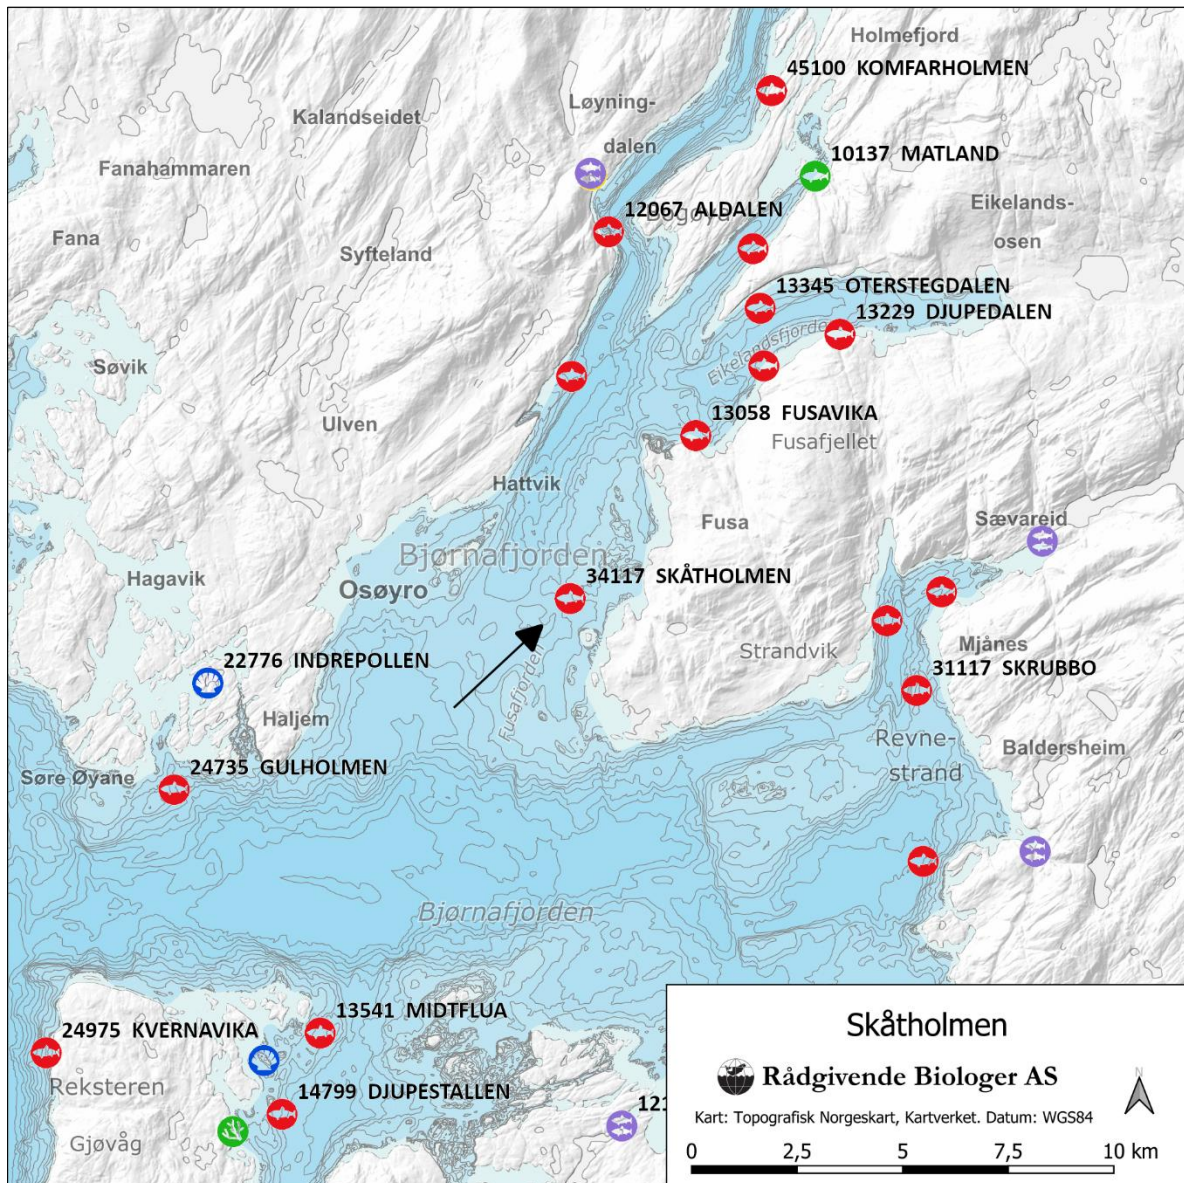 Holmefjord
45100 KOMFARHOLMEN
Løyning-
dalen
Kalandseidet
Fanahammaren
10137 MATLAND
Eikelands-
osen
12067 ALDALEN
Fana
Syfteland
13345 OTERSTEGDALEN
13229 DJUPEDALEN
Eikelandsfjorden
Søvik
Ulven
13058 FUSAVIKA
Fusafjellet
Hattvik
Fusa
Sævareid
Bjørnafjorden
Hagavik
Osøyro
34117 SKÅTHOLMEN
Strandvik
Mjånes
22776 INDREPOLLEN
31117 SKRUBBO
Fusafjorden
Haljem
Revne-
strand
Baldersheim
24735 GULHOLMEN
Søre Øyane
Bjørnafjorden
13541 MIDTFLUA
24975 KVERNAVIKA
Reksteren
14799 DJUPESTALLEN
Gjøvåg
Skåtholmen
Rådgivende Biologer AS
N
Kart: Topografisk Norgeskart, Kartverket. Datum: WGS84
0 2,5 5 7,5 10 km